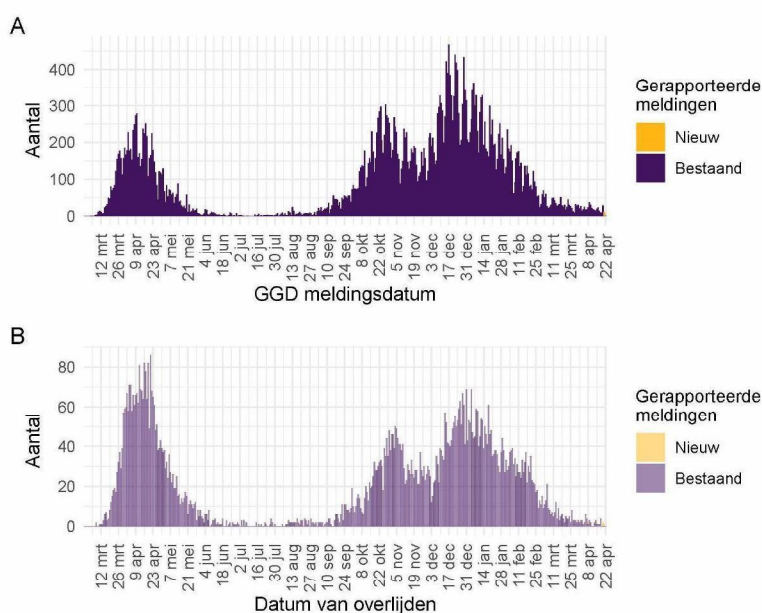 A
Aantal
400
300
200
100
0
12 mrt
26 mrt
9 apr
23 apr
7 mei
21 mei
4 jun
18 jun
2 jul
16 jul
30 jul
13 aug
27 aug
10 sep
24 sep
8 okt
22 okt
5 nov
19 nov
3 dec
17 dec
31 dec
14 jan
28 jan
11 feb
25 feb
11 mrt
25 mrt
8 apr
22 apr
GGD meldingsdatum
Gerapporteerde
meldingen
Nieuw
Bestaand
B
Aantal
80
60
40
20
0
12 mrt
26 mrt
9 apr
23 apr
7 mei
21 mei
4 jun
18 jun
2 jul
16 jul
30 jul
13 aug
27 aug
10 sep
24 sep
8 okt
22 okt
5 nov
19 nov
3 dec
17 dec
31 dec
14 jan
28 jan
11 feb
25 feb
11 mrt
25 mrt
8 apr
22 apr
Datum van overlijden
Gerapporteerde
meldingen
Nieuw
Bestaand